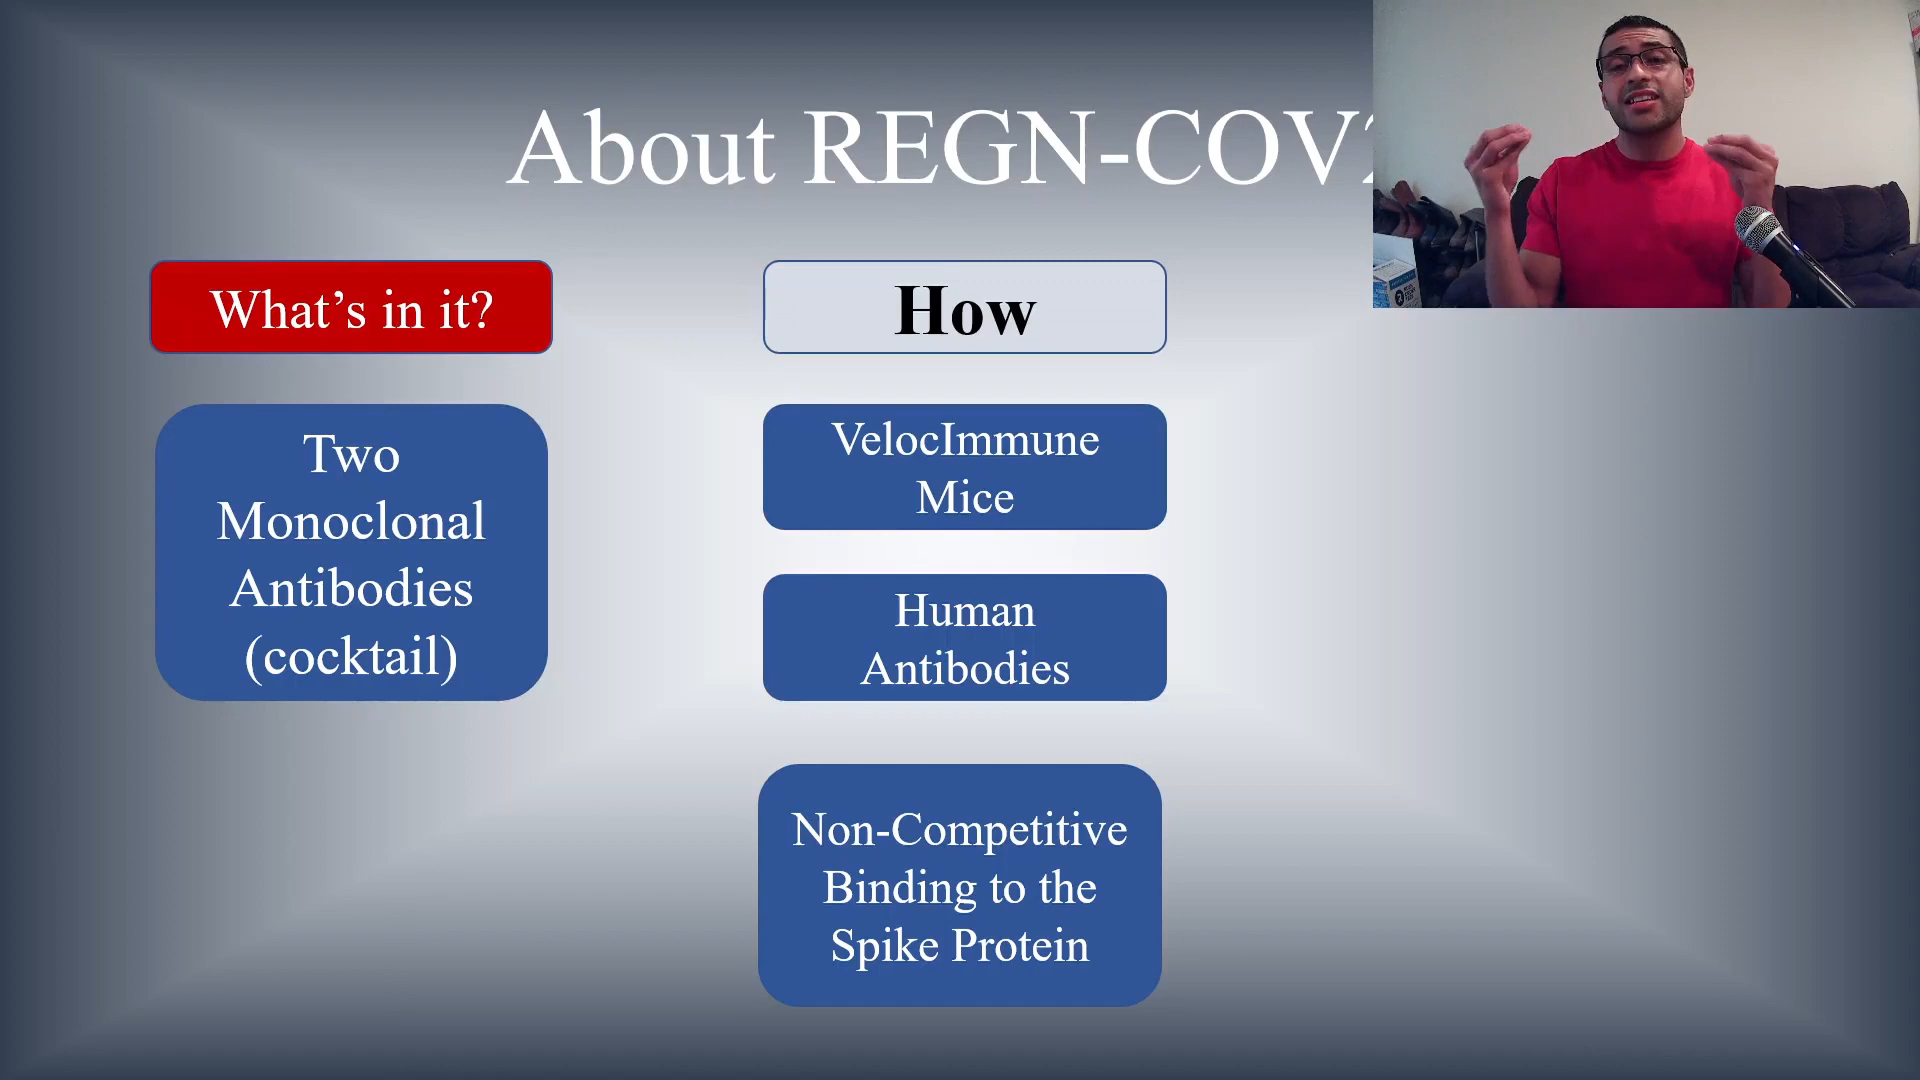 About REGN-COV2
What's in it?
Two
Monoclonal
Antibodies
(cocktail)
How
VelocImmune
Mice
Human
Antibodies
Non-Competitive
Binding to the
Spike Protein